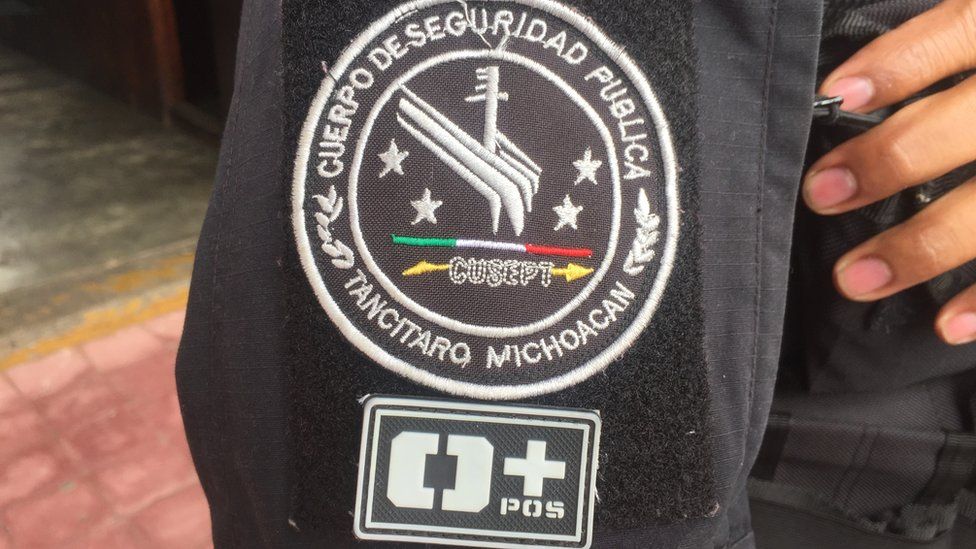 CUERPO DE SEGURIDAD PUBLICA
CUSEPT
TANCITARO, MICHOACAN
O+
POS